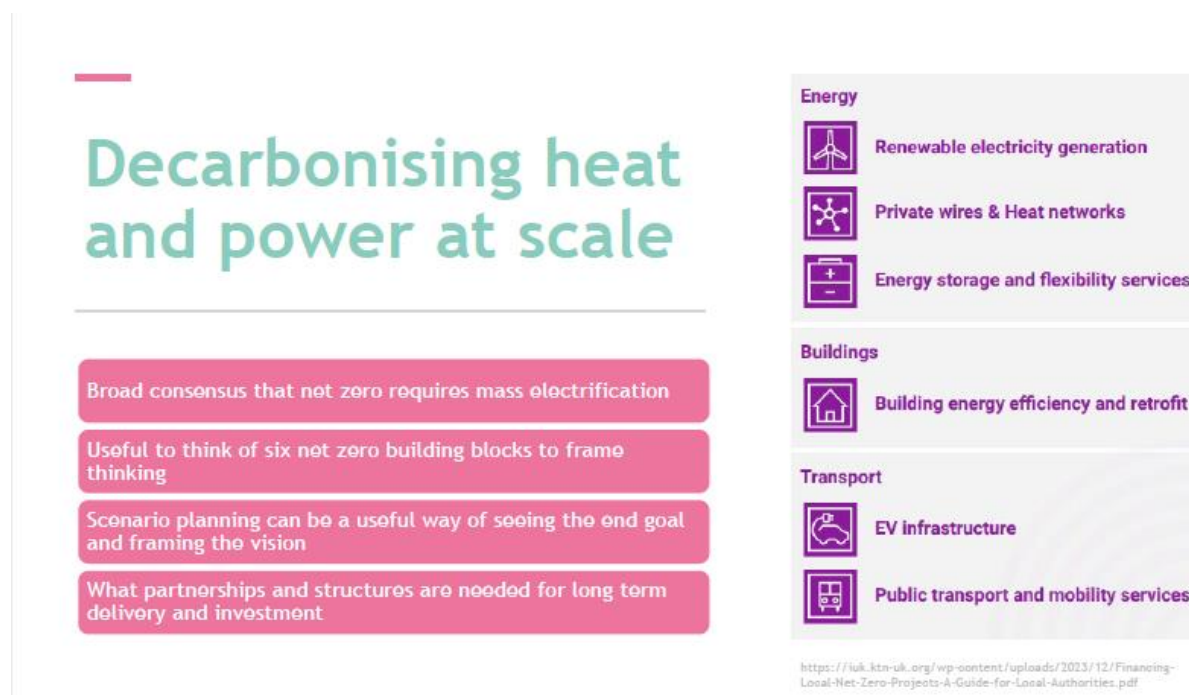 Decarbonising heat
and power at scale
Broad consensus that net zero requires mass electrification
Useful to think of six net zero building blocks to frame
thinking
Scenario planning can be a useful way of seeing the end goal
and framing the vision
What partnerships and structures are needed for long term
delivery and investment
Energy
Renewable electricity generation
Private wires & Heat networks
Energy storage and flexibility services
Buildings
Building energy efficiency and retrofit
Transport
EV infrastructure
Public transport and mobility services
https://iuk.ktn-uk.org/wp-content/uploads/2023/12/Financing-
Local-Net-Zero-Projects-A-Guide-for-Local-Authorities.pdf